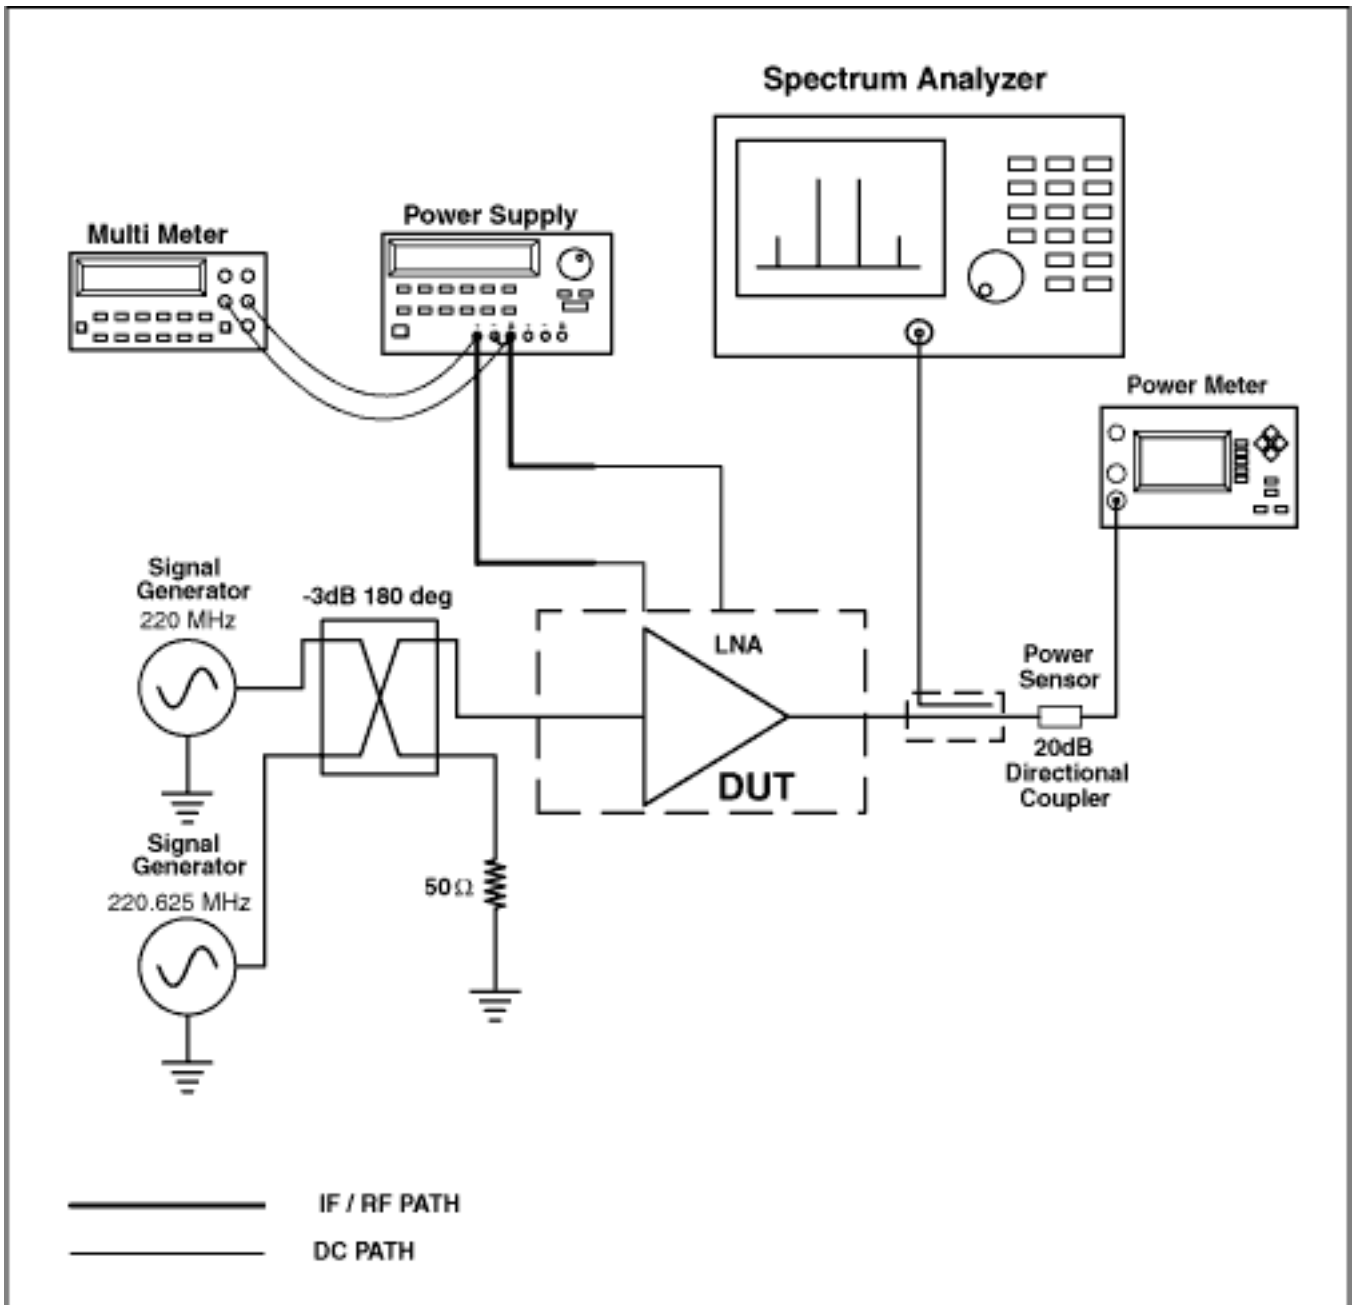 Spectrum Analyzer
Power Supply
Multi Meter
Power Meter
Signal
Generator
220 MHz
-3dB 180 deg
LNA
DUT
Power
Sensor
20dB
Directional
Coupler
Signal
Generator
220.625 MHz
50Ω
IF / RF PATH
DC PATH